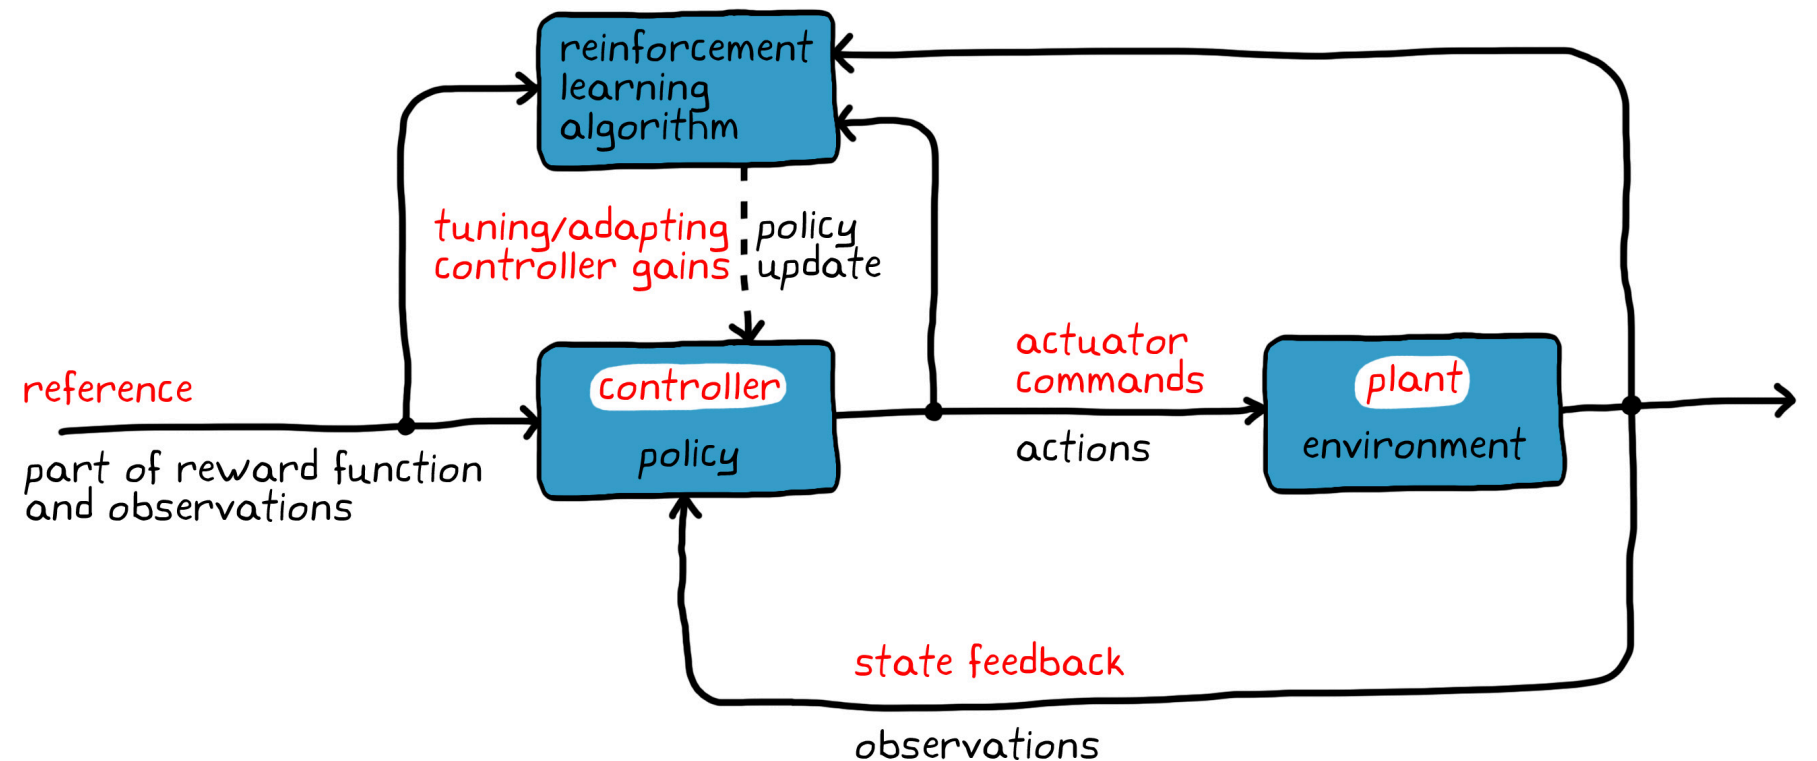 reinforcement
learning
algorithm
tuning/adapting
controller gains
policy
update
reference
part of reward function
and observations
controller
policy
actuator
commands
actions
plant
environment
state feedback
observations